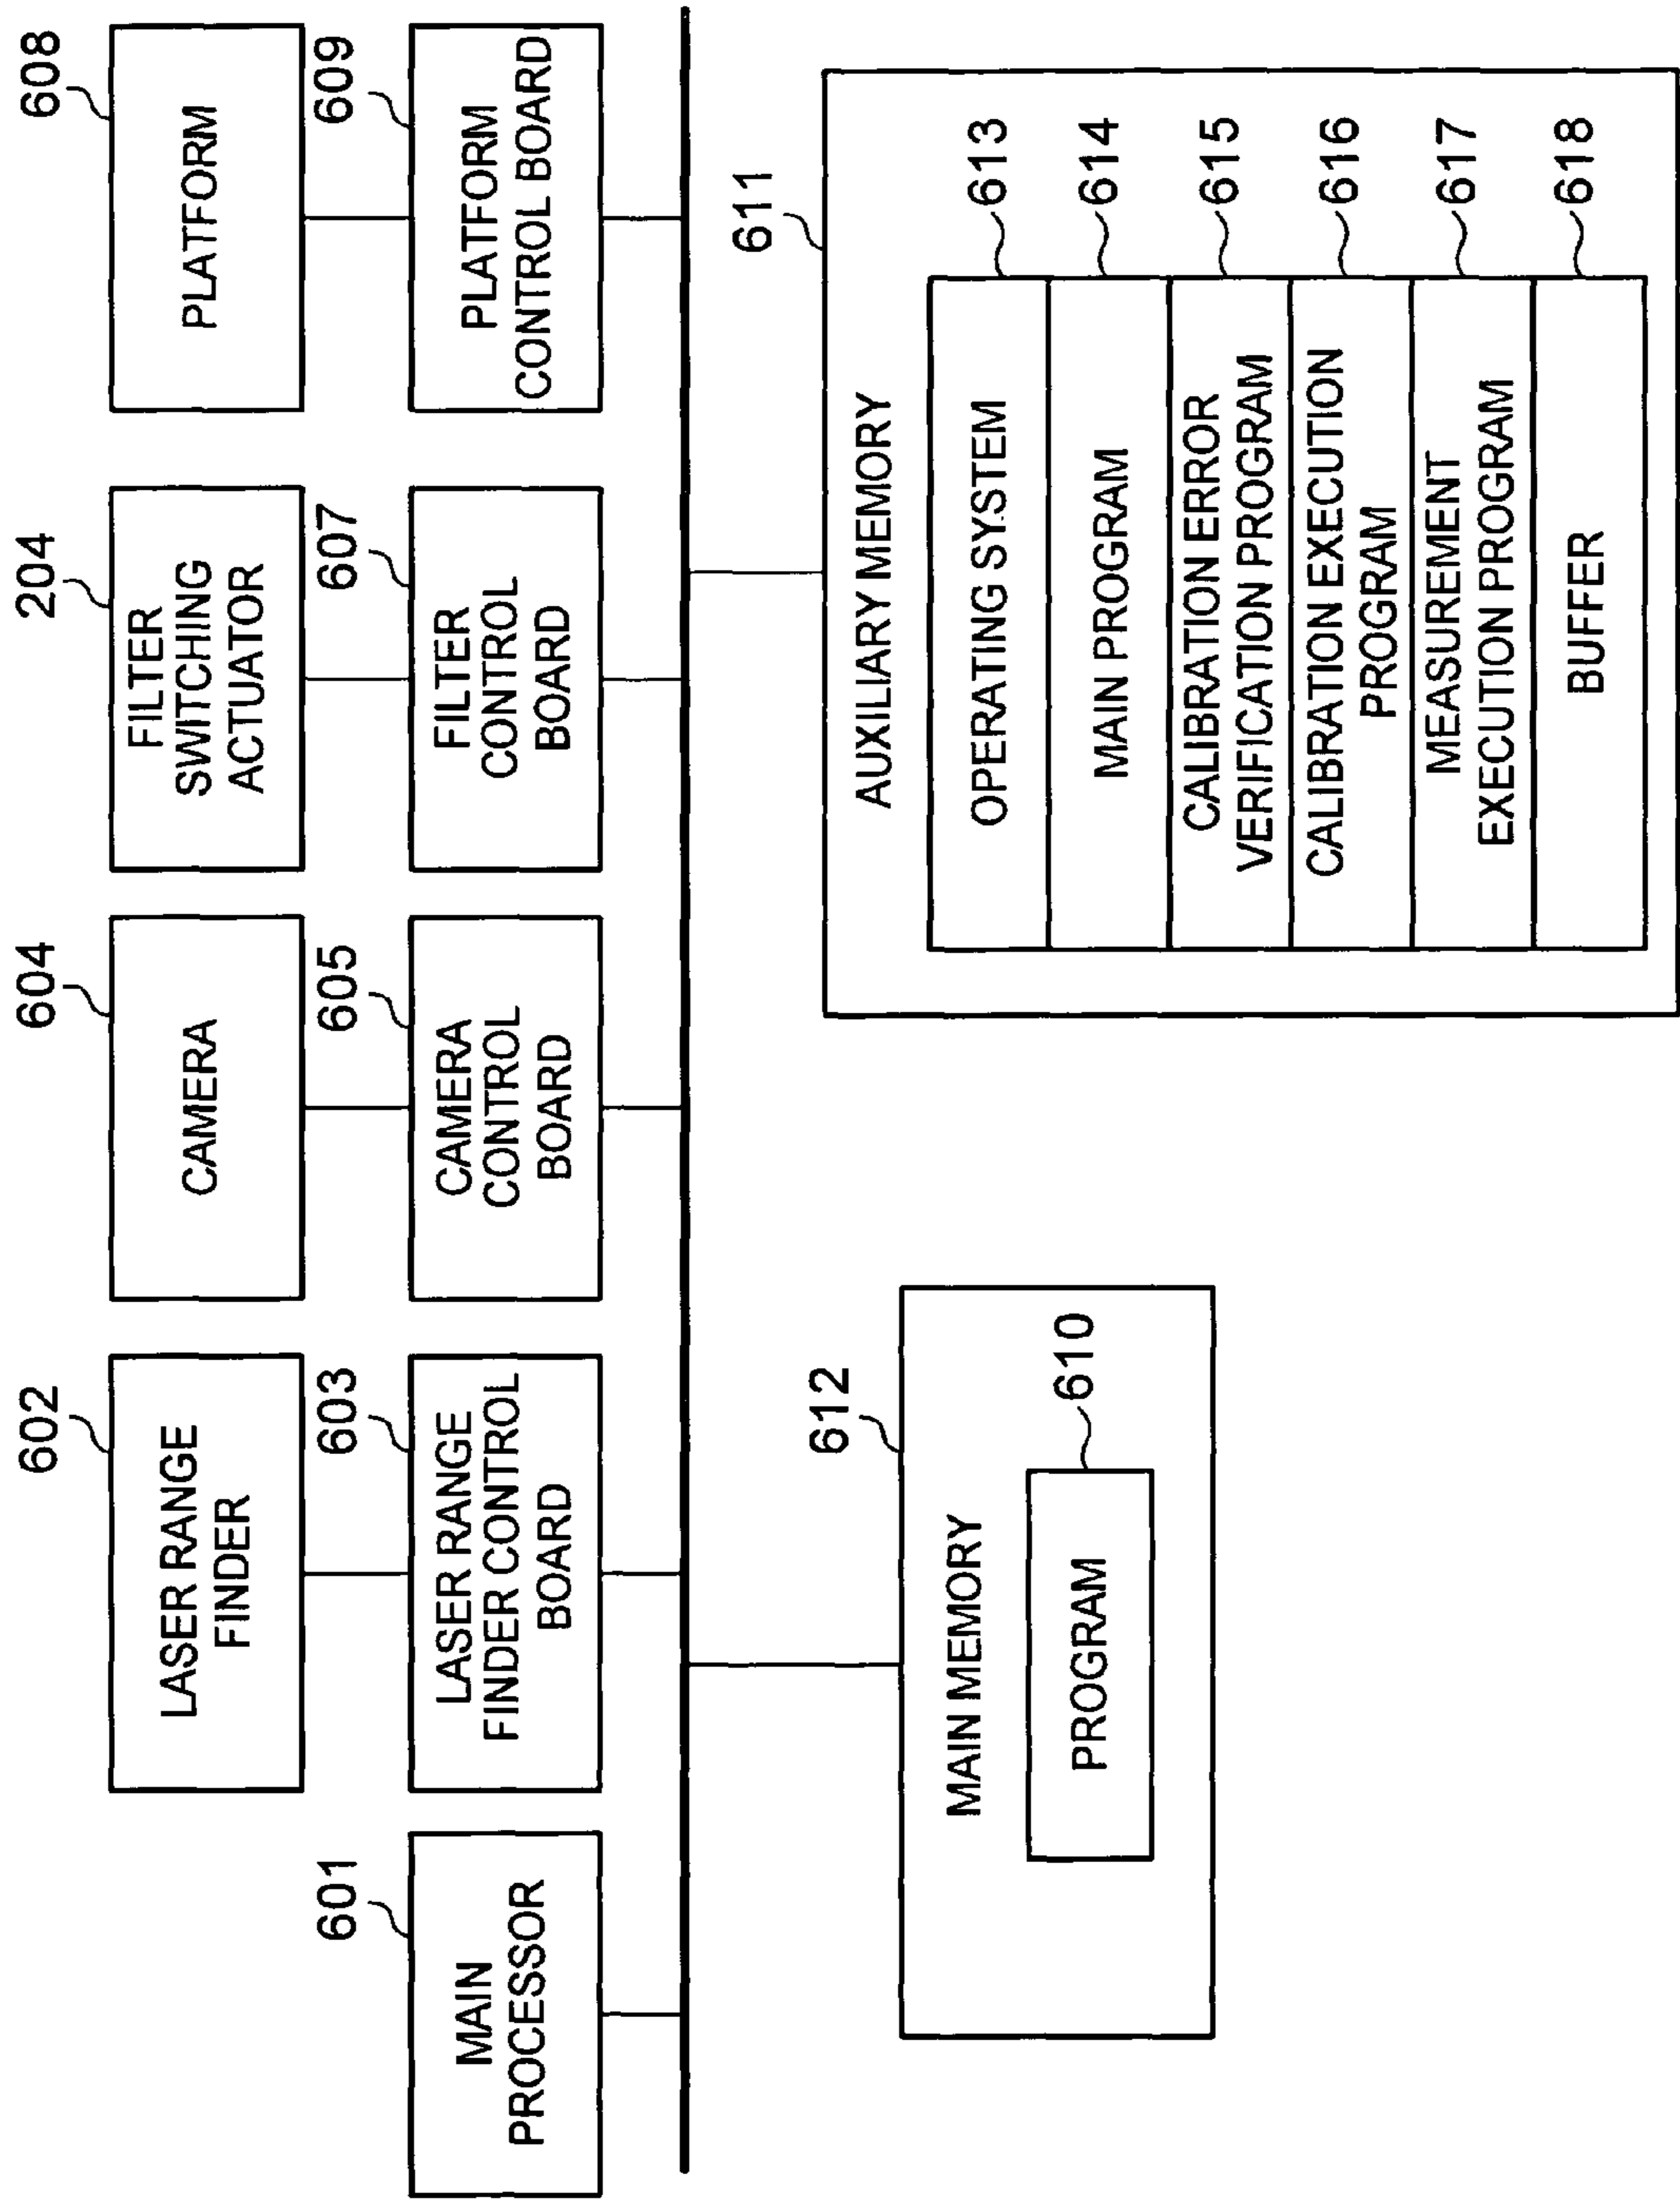 602
LASER RANGE
FINDER
604
CAMERA
204
FILTER
SWITCHING
ACTUATOR
608
PLATFORM
601
MAIN
PROCESSOR
603
LASER RANGE
FINDER CONTROL
BOARD
605
CAMERA
CONTROL
BOARD
607
FILTER
CONTROL
BOARD
609
PLATFORM
CONTROL BOARD
612
MAIN MEMORY
610
PROGRAM
611
AUXILIARY MEMORY
OPERATING SYSTEM
613
MAIN PROGRAM
614
CALIBRATION ERROR
VERIFICATION PROGRAM
615
CALIBRATION EXECUTION
PROGRAM
616
MEASUREMENT
EXECUTION PROGRAM
617
BUFFER
618